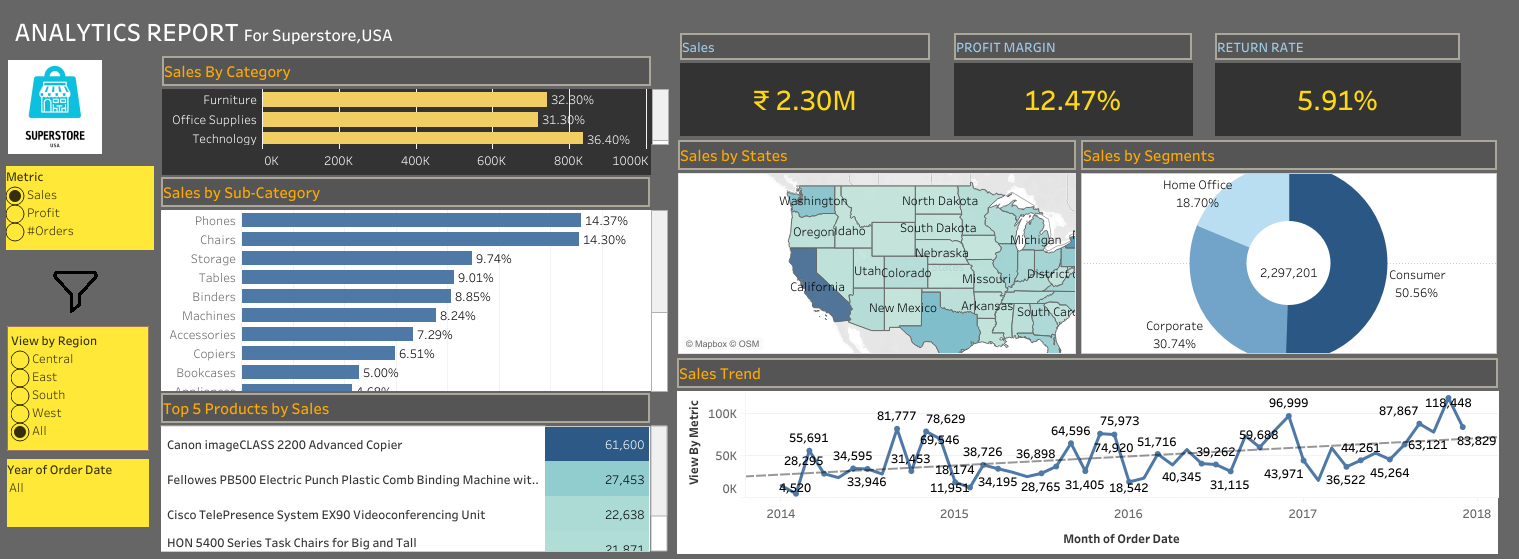 ANALYTICS REPORT For Superstore,USA
SUPERSTORE
USA
Metric
Sales
Profit
#Orders
View by Region
Central
East
South
West
All
Year of Order Date
All
Sales By Category
Furniture 32.30%
Office Supplies 31.30%
Technology 36.40%
0K 200K 400K 600K 800K 1000K
Sales by Sub-Category
Phones 14.37%
Chairs 14.30%
Storage 9.74%
Tables 9.01%
Binders 8.85%
Machines 8.24%
Accessories 7.29%
Copiers 6.51%
Bookcases 5.00%
Appliances 4.68%
Top 5 Products by Sales
Canon imageCLASS 2200 Advanced Copier 61,600
Fellowes PB500 Electric Punch Plastic Comb Binding Machine wit.. 27,453
Cisco TelePresence System EX90 Videoconferencing Unit 22,638
HON 5400 Series Task Chairs for Big and Tall 21,871
Sales
₹ 2.30M
PROFIT MARGIN
12.47%
RETURN RATE
5.91%
Sales by States
Washington North Dakota
Oregon Idaho South Dakota Michigan
Nebraska
Utah Colorado Missouri District
California
New Mexico Arkansas South Car
© Mapbox © OSM
Sales by Segments
Home Office
18.70%
2,297,201
Consumer
50.56%
Corporate
30.74%
Sales Trend
View By Metric
100K
50K
0K
4,520
28,295
55,691
34,595
33,946
81,777
31,453
78,629
69,546
18,174
11,951
38,726
34,195
36,898
28,765
64,596
31,405
74,920
75,973
18,542
51,716
40,345
39,262
31,115
59,688
96,999
43,971
36,522
44,261
45,264
87,867
63,121
118,448
83,829
2014 2015 2016 2017 2018
Month of Order Date